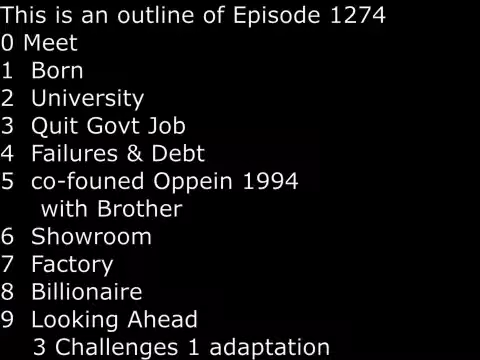 This is an outline of Episode 1274
0 Meet
1 Born
2 University
3 Quit Govt Job
4 Failures & Debt
5 co-founed Oppein 1994
with Brother
6 Showroom
7 Factory
8 Billionaire
9 Looking Ahead
3 Challenges 1 adaptation